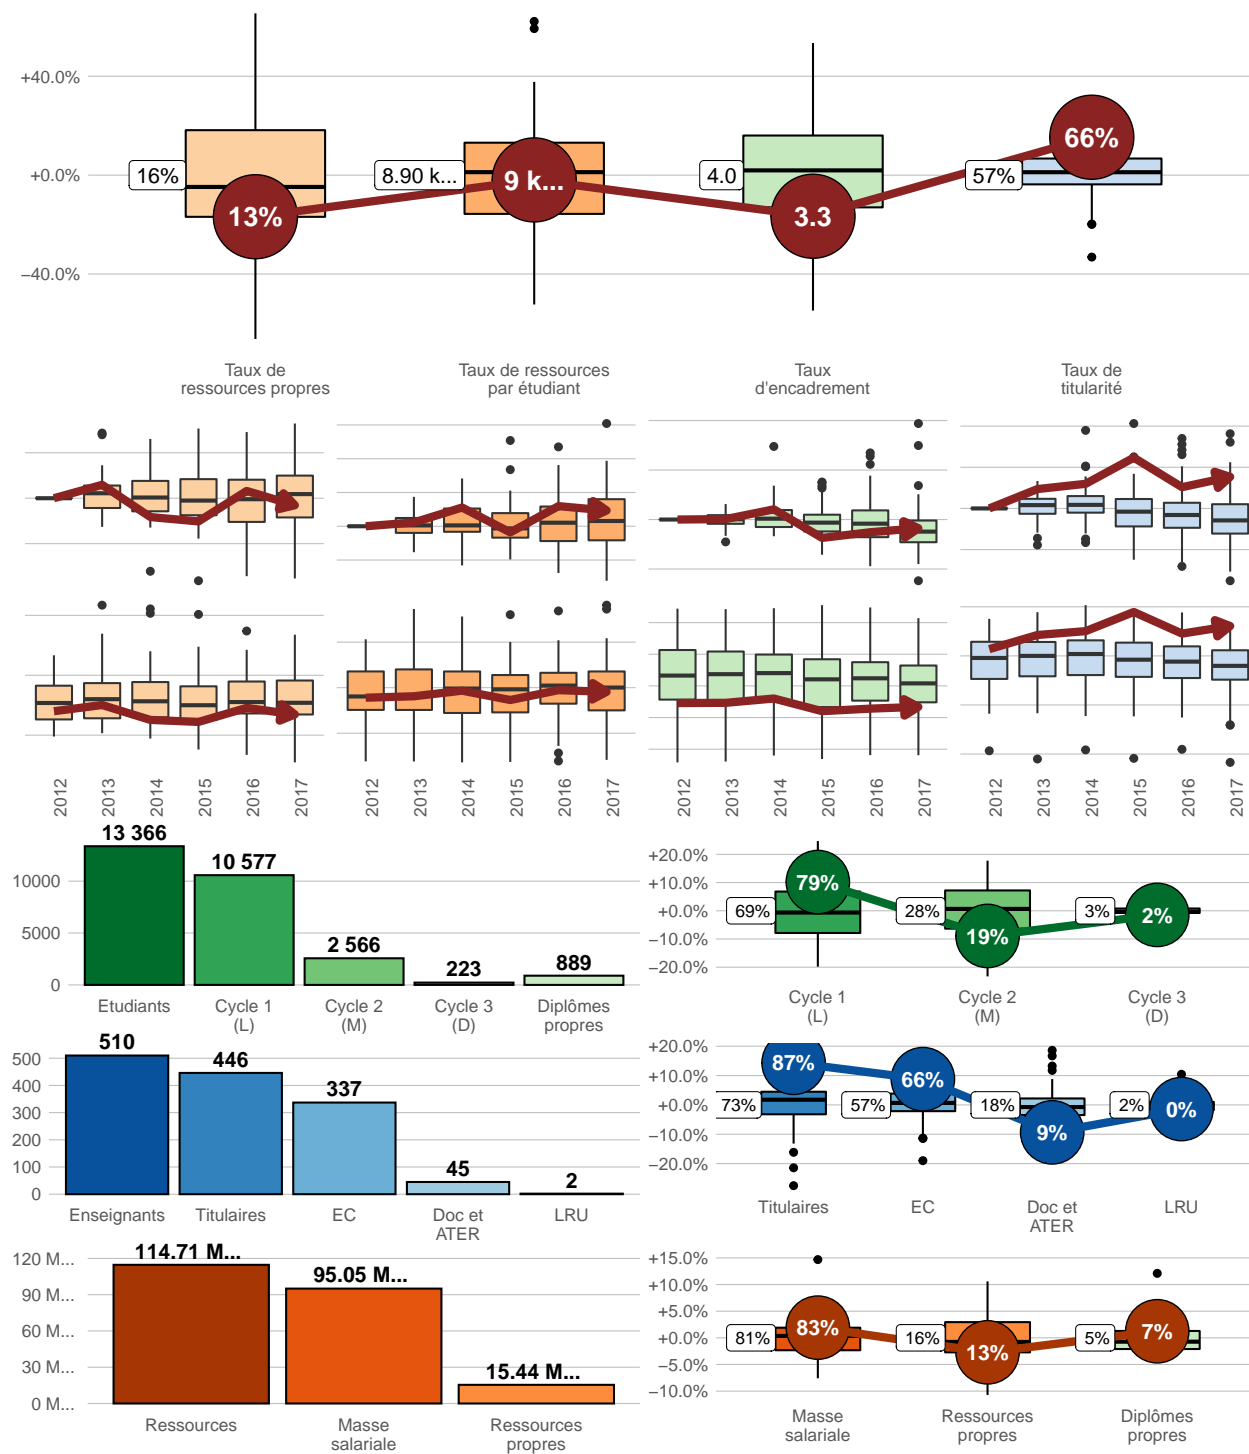 +40.0%
+0.0%
−40.0%
16%
8.90 k...
4.0
57%
13%
9 k...
3.3
66%
Taux de
ressources propres
Taux de ressources
par étudiant
Taux
d'encadrement
Taux de
titularité
2012 2013 2014 2015 2016 2017
2012 2013 2014 2015 2016 2017
2012 2013 2014 2015 2016 2017
2012 2013 2014 2015 2016 2017
13 366
10 577
2 566
223
889
10000
5000
0
Etudiants
Cycle 1
(L)
Cycle 2
(M)
Cycle 3
(D)
Diplômes
propres
+20.0%
+10.0%
+0.0%
−10.0%
−20.0%
69%
28%
3%
79%
19%
2%
Cycle 1
(L)
Cycle 2
(M)
Cycle 3
(D)
510
446
337
45
2
500
400
300
200
100
0
Enseignants
Titulaires
EC
Doc et
ATER
LRU
+20.0%
+10.0%
+0.0%
−10.0%
−20.0%
73%
57%
18%
2%
87%
66%
9%
0%
Titulaires
EC
Doc et
ATER
LRU
114.71 M...
95.05 M...
15.44 M...
120 M...
90 M...
60 M...
30 M...
0 M...
Ressources
Masse
salariale
Ressources
propres
+15.0%
+10.0%
+5.0%
+0.0%
−5.0%
−10.0%
81%
16%
5%
83%
13%
7%
Masse
salariale
Ressources
propres
Diplômes
propres